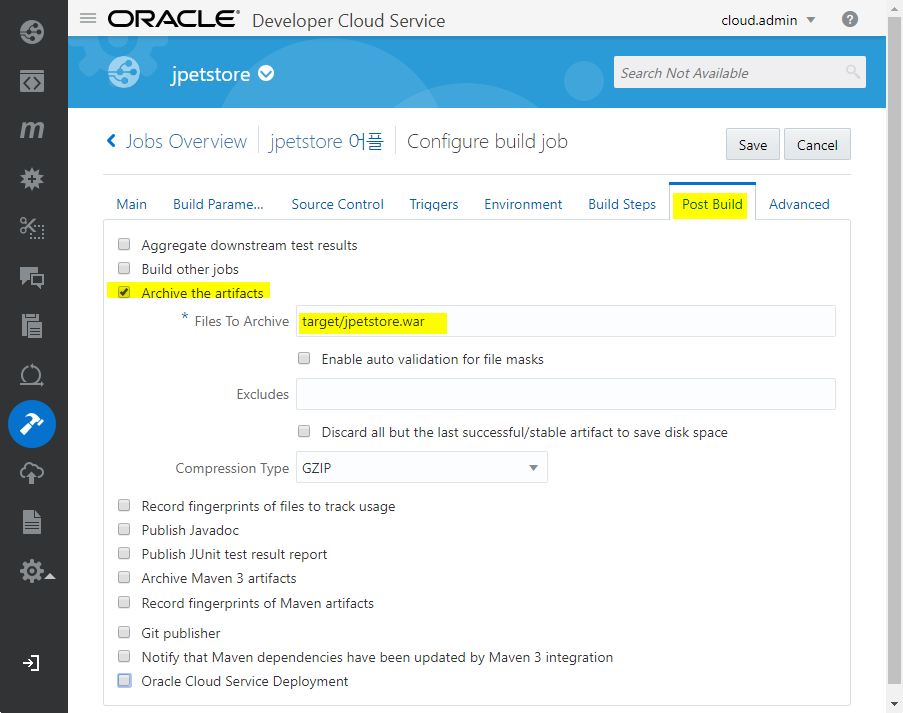 ORACLE® Developer Cloud Service
cloud.admin
?
jpetstore
Search Not Available
m
Jobs Overview
jpetstore 어플
Configure build job
Save
Cancel
Main
Build Parame...
Source Control
Triggers
Environment
Build Steps
Post Build
Advanced
Aggregate downstream test results
Build other jobs
Archive the artifacts
* Files To Archive
target/jpetstore.war
Enable auto validation for file masks
Excludes
Discard all but the last successful/stable artifact to save disk space
Compression Type
GZIP
Record fingerprints of files to track usage
Publish Javadoc
Publish JUnit test result report
Archive Maven 3 artifacts
Record fingerprints of Maven artifacts
Git publisher
Notify that Maven dependencies have been updated by Maven 3 integration
Oracle Cloud Service Deployment